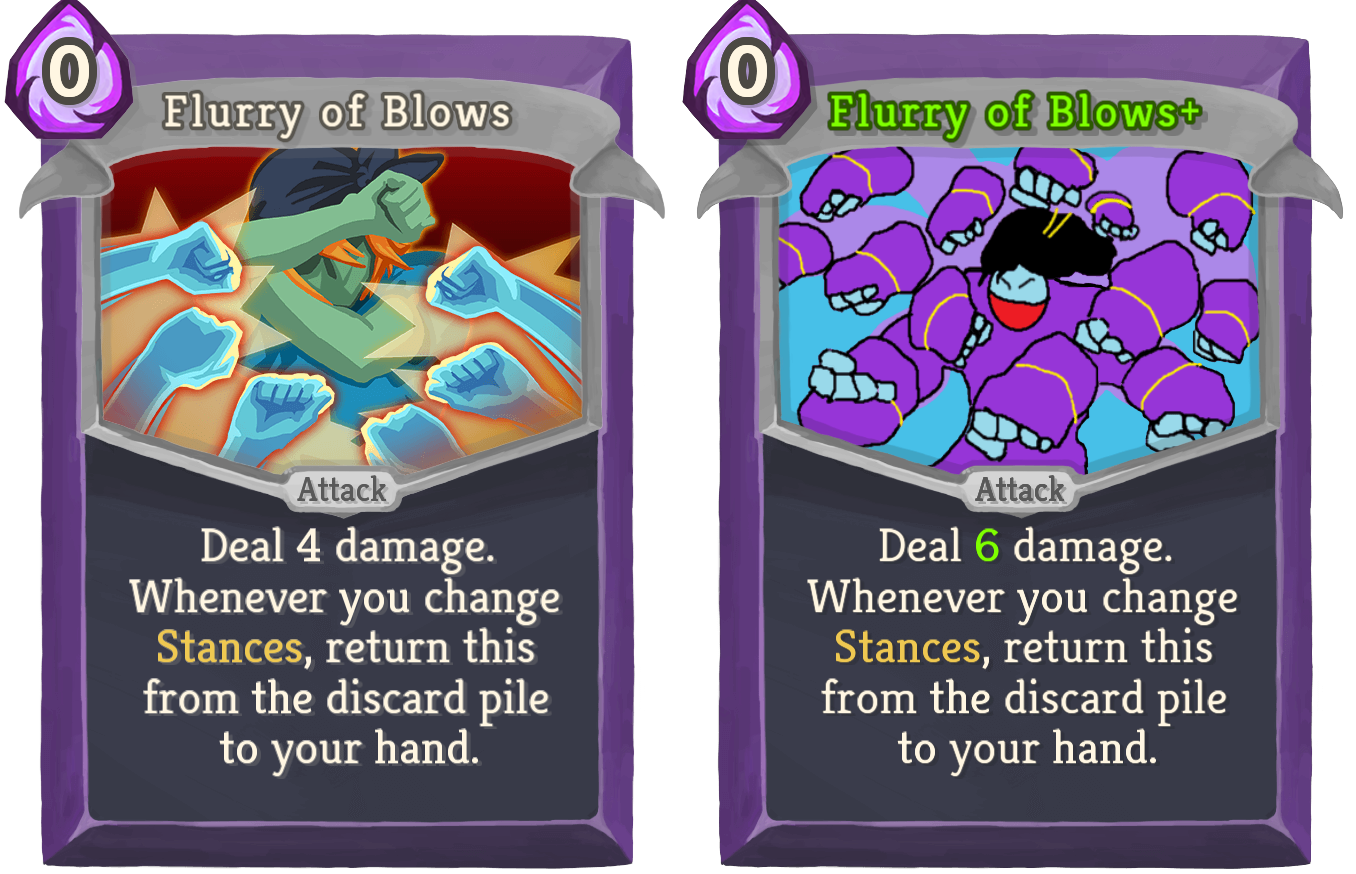 0
Flurry of Blows
Attack
Deal 4 damage.
Whenever you change
Stances, return this
from the discard pile
to your hand.
0
Flurry of Blows+
Attack
Deal 6 damage.
Whenever you change
Stances, return this
from the discard pile
to your hand.